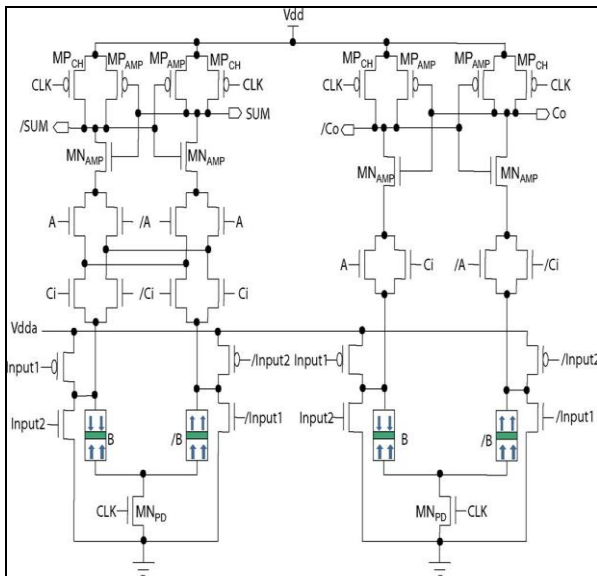 Vdd
MP_CH MP_AMP MP_AMP MP_CH MP_CH MP_AMP MP_AMP MP_CH
CLK CLK CLK CLK
SUM Co
/SUM /Co
MN_AMP MN_AMP MN_AMP MN_AMP
A /A A
A Ci /A /Ci
Ci /Ci Ci
Vdda
Input1 /Input2 Input1 /Input2
Input2 /Input1 Input2 /Input1
B /B B /B
CLK MN_PD MN_PD CLK